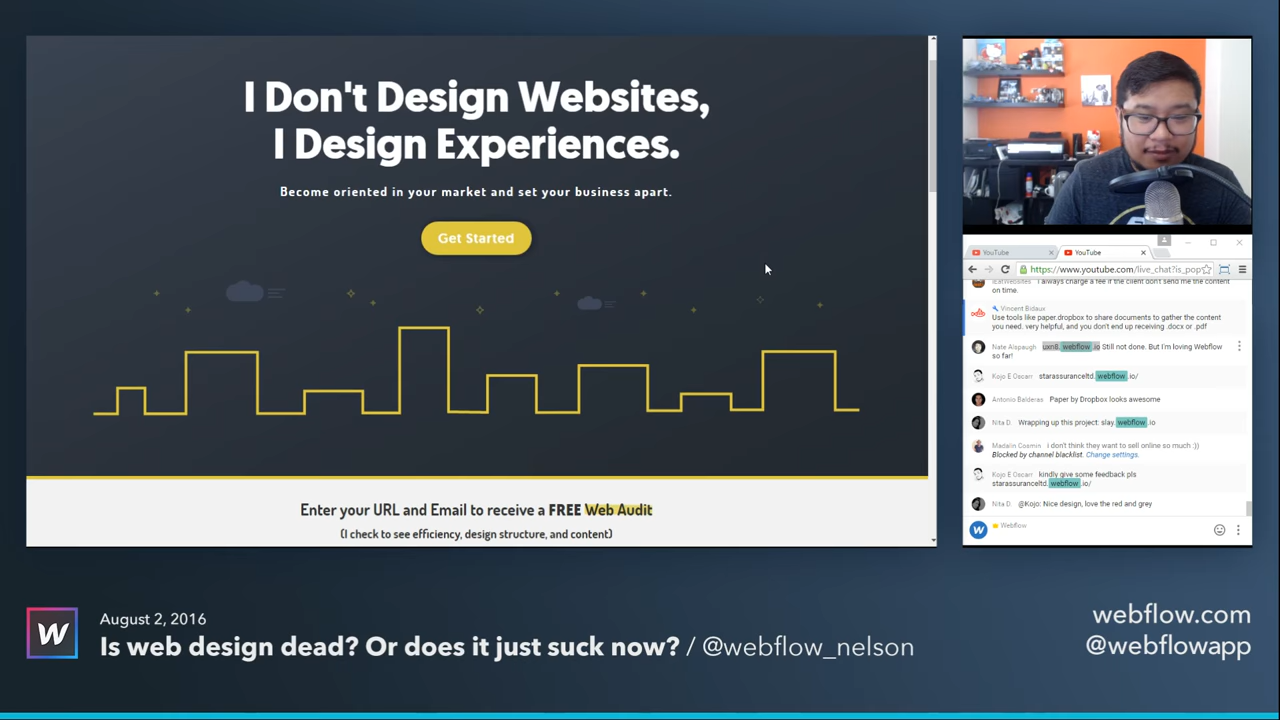 I Don't Design Websites,
I Design Experiences.
Become oriented in your market and set your business apart.
Get Started
Enter your URL and Email to receive a FREE Web Audit
(I check to see efficiency, design structure, and content)
YouTube
YouTube
https://www.youtube.com/live_chat?is_pop
I always charge a fee if the client don't send me the content
on time.
Vincent Bidaux
Use tools like paper.dropbox to share documents to gather the content
you need. very helpful, and you don't end up receiving .docx or .pdf
Nate Alspaugh uxn8.webflow.io Still not done. But I'm loving Webflow
so far!
Kojo E Oscarr starassuranceltd.webflow.io/
Antonio Balderas Paper by Dropbox looks awesome
Nita D. Wrapping up this project: slay.webflow.io
Madalin Cosmin i don't think they want to sell online so much :))
Blocked by channel blacklist. Change settings.
Kojo E Oscarr kindly give some feedback pls
starassuranceltd.webflow.io/
Nita D. @Kojo: Nice design, love the red and grey
W
Webflow
W
August 2, 2016
Is web design dead? Or does it just suck now? / @webflow_nelson
webflow.com
@webflowapp